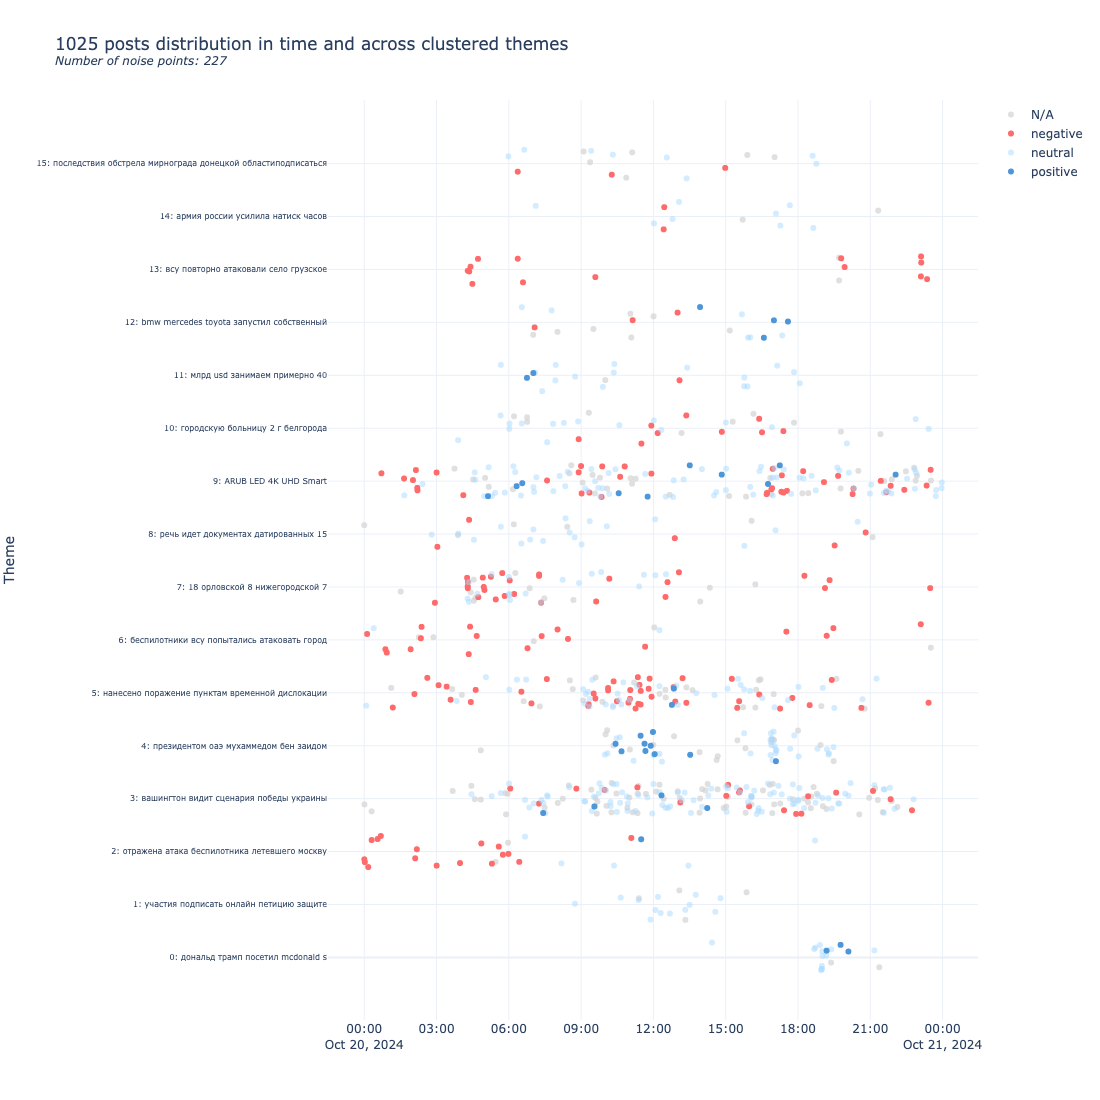 1025 posts distribution in time and across clustered themes
Number of noise points: 227
N/A
negative
neutral
positive
Theme
15: последствия обстрела мирнограда донецкой областиподписаться
14: армия россии усилила натиск часов
13: всу повторно атаковали село грузское
12: bmw mercedes toyota запустил собственный
11: млрд usd занимаем примерно 40
10: городскую больницу 2 г белгорода
9: ARUB LED 4K UHD Smart
8: речь идет документах датированных 15
7: 18 орловской 8 нижегородской 7
6: беспилотники всу попытались атаковать город
5: нанесено поражение пунктам временной дислокации
4: президентом оаэ мухаммедом бен заидом
3: вашингтон видит сценария победы украины
2: отражена атака беспилотника летевшего москву
1: участия подписать онлайн петицию защите
0: дональд трамп посетил mcdonald s
00:00 03:00 06:00 09:00 12:00 15:00 18:00 21:00 00:00
Oct 20, 2024 Oct 21, 2024